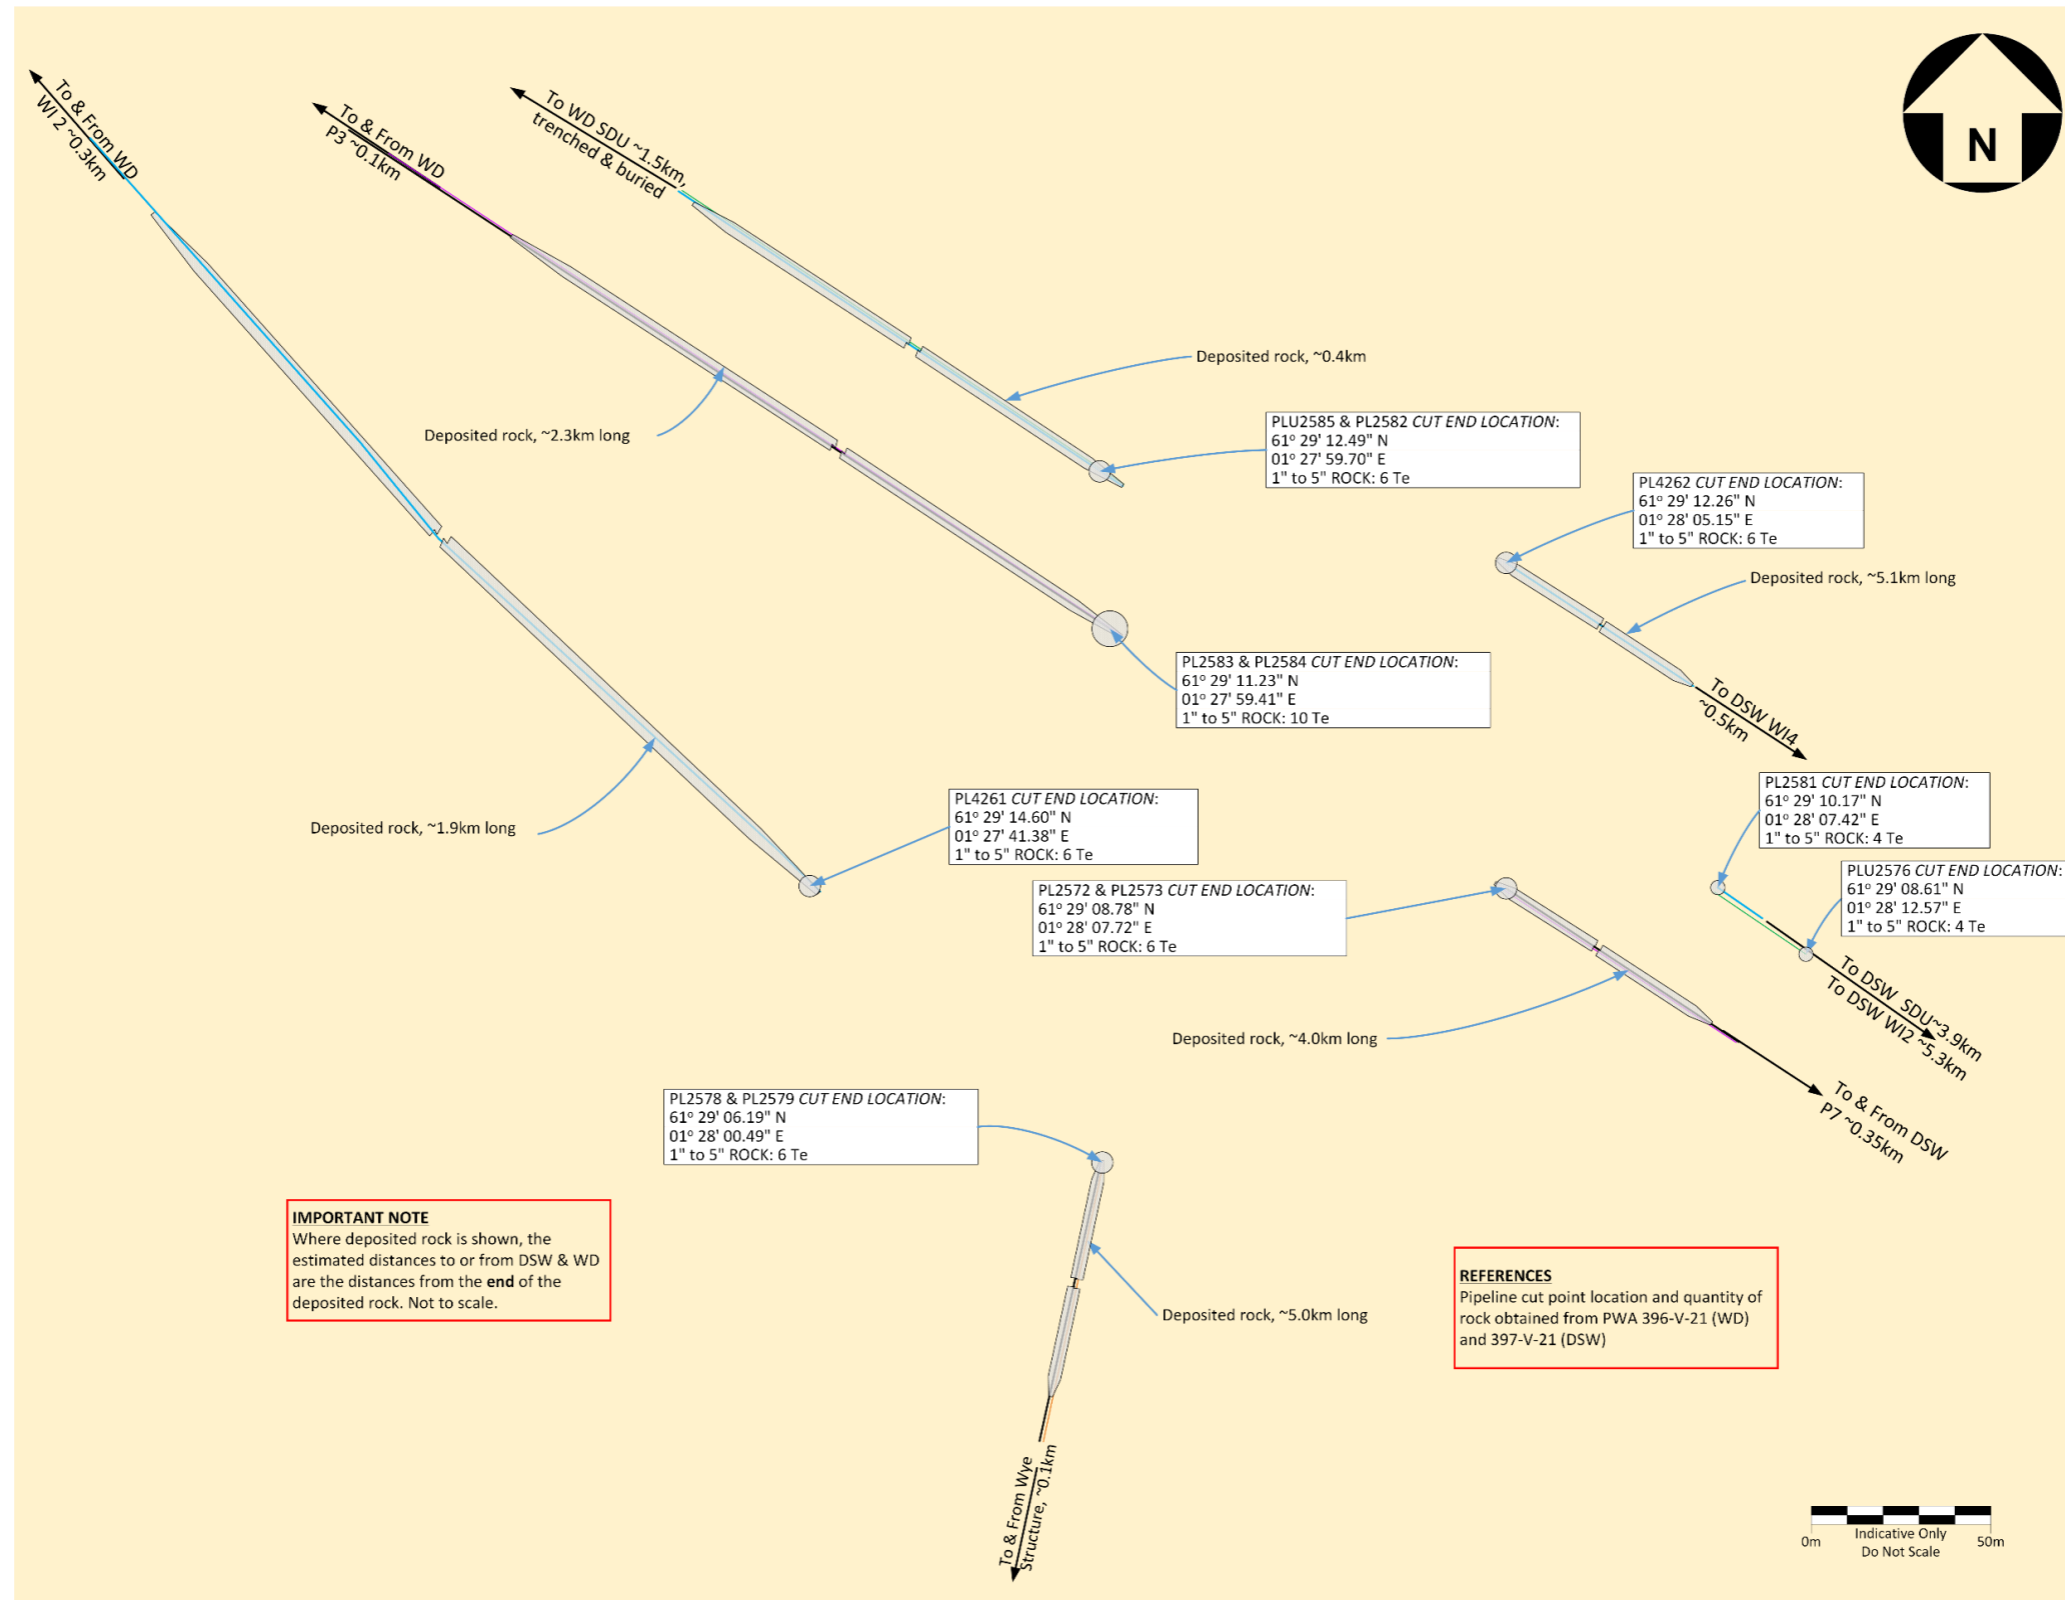 To & From WD
WI 2 ~0.3km
To & From WD
P3 ~0.1km
To WD SDU ~1.5km,
trenched & buried
N
Deposited rock, ~0.4km
Deposited rock, ~2.3km long
PLU2585 & PL2582 CUT END LOCATION:
61° 29' 12.49" N
01° 27' 59.70" E
1" to 5" ROCK: 6 Te
PL4262 CUT END LOCATION:
61° 29' 12.26" N
01° 28' 05.15" E
1" to 5" ROCK: 6 Te
Deposited rock, ~5.1km long
PL2583 & PL2584 CUT END LOCATION:
61° 29' 11.23" N
01° 27' 59.41" E
1" to 5" ROCK: 10 Te
To DSW WI4
~0.5km
PL4261 CUT END LOCATION:
61° 29' 14.60" N
01° 27' 41.38" E
1" to 5" ROCK: 6 Te
Deposited rock, ~1.9km long
PL2581 CUT END LOCATION:
61° 29' 10.17" N
01° 28' 07.42" E
1" to 5" ROCK: 4 Te
PLU2576 CUT END LOCATION:
61° 29' 08.61" N
01° 28' 12.57" E
1" to 5" ROCK: 4 Te
PL2572 & PL2573 CUT END LOCATION:
61° 29' 08.78" N
01° 28' 07.72" E
1" to 5" ROCK: 6 Te
To DSW SDU~3.9km
To DSW WI2 ~5.3km
Deposited rock, ~4.0km long
To & From DSW
P7 ~0.35km
PL2578 & PL2579 CUT END LOCATION:
61° 29' 06.19" N
01° 28' 00.49" E
1" to 5" ROCK: 6 Te
IMPORTANT NOTE
Where deposited rock is shown, the
estimated distances to or from DSW & WD
are the distances from the end of the
deposited rock. Not to scale.
Deposited rock, ~5.0km long
REFERENCES
Pipeline cut point location and quantity of
rock obtained from PWA 396-V-21 (WD)
and 397-V-21 (DSW)
To & From Wye
Structure, ~0.1km
0m
Indicative Only
Do Not Scale
50m